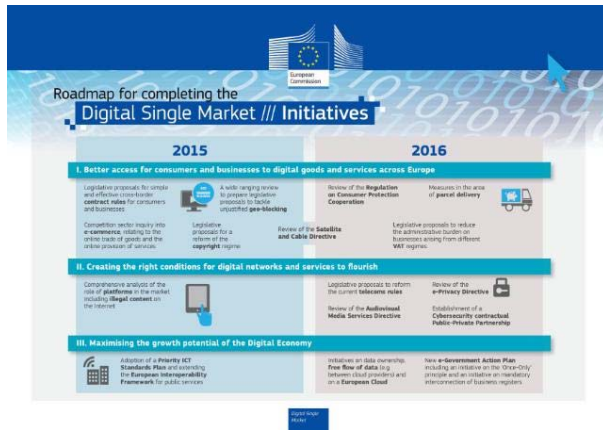 European
Commission
Roadmap for completing the
Digital Single Market /// Initiatives
2015
2016
I. Better access for consumers and businesses to digital goods and services across Europe
Legislative proposals for simple
and effective cross-border
contract rules for consumers
and businesses
A wide ranging review
to prepare legislative
proposals to tackle
unjustified geo-blocking
Review of the Regulation
on Consumer Protection
Cooperation
Measures in the area
of parcel delivery
Competition sector inquiry into
e-commerce, relating to the
online trade of goods and the
online provision of services
Legislative
proposals for a
reform of the
copyright regime
Review of the Satellite
and Cable Directive
Legislative proposals to reduce
the administrative burden on
businesses arising from different
VAT regimes
II. Creating the right conditions for digital networks and services to flourish
Comprehensive analysis of the
role of platforms in the market
including illegal content on
the Internet
Legislative proposals to reform
the current telecoms rules
Review of the
e-Privacy Directive
Review of the Audiovisual
Media Services Directive
Establishment of a
Cybersecurity contractual
Public-Private Partnership
III. Maximising the growth potential of the Digital Economy
Adoption of a Priority ICT
Standards Plan and extending
the European Interoperability
Framework for public services
Initiatives on data ownership,
free flow of data (e.g.
between cloud providers) and
on a European Cloud
New e-Government Action Plan
including an initiative on the 'Once-Only'
principle and an initiative on mandatory
interconnection of business registers
Digital Single
Market